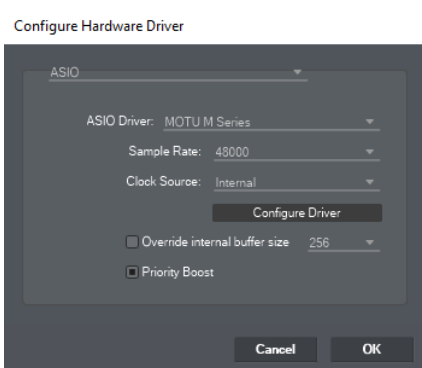 Configure Hardware Driver
ASIO
ASIO Driver: MOTU M Series
Sample Rate: 48000
Clock Source: Internal
Configure Driver
Override internal buffer size 256
Priority Boost
Cancel OK